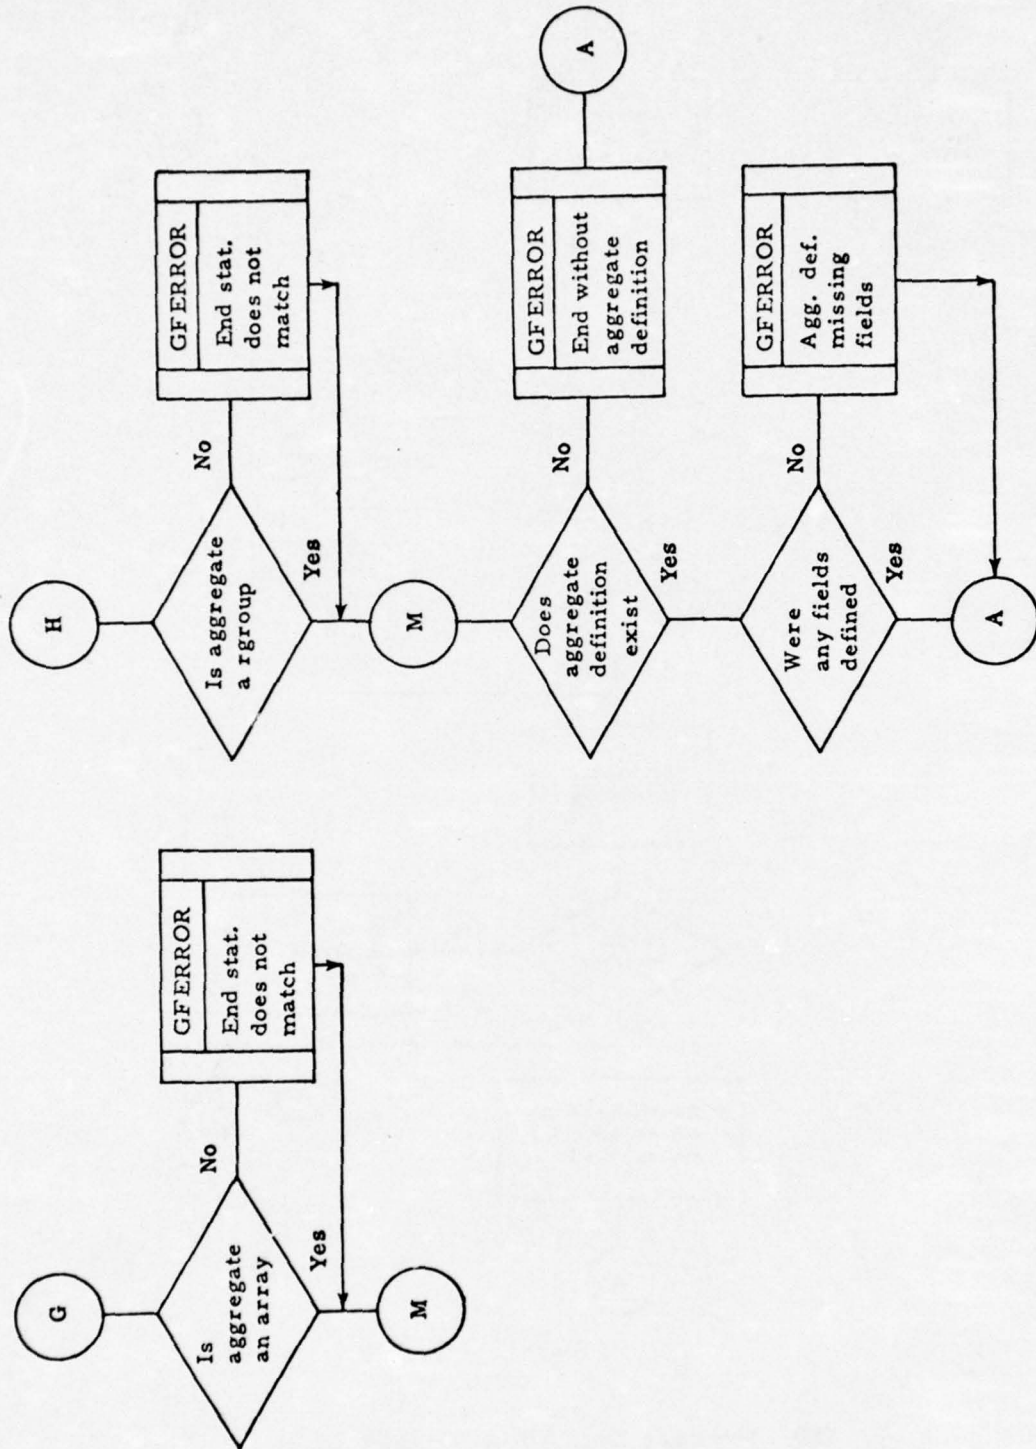 G
Is
aggregate
an array
No
Yes
GFERROR
End stat.
does not
match
M
H
Is aggregate
a rgroup
No
Yes
GFERROR
End stat.
does not
match
M
Does
aggregate
definition
exist
No
Yes
GFERROR
End without
aggregate
definition
A
Were
any fields
defined
No
Yes
GFERROR
Agg. def.
missing
fields
A